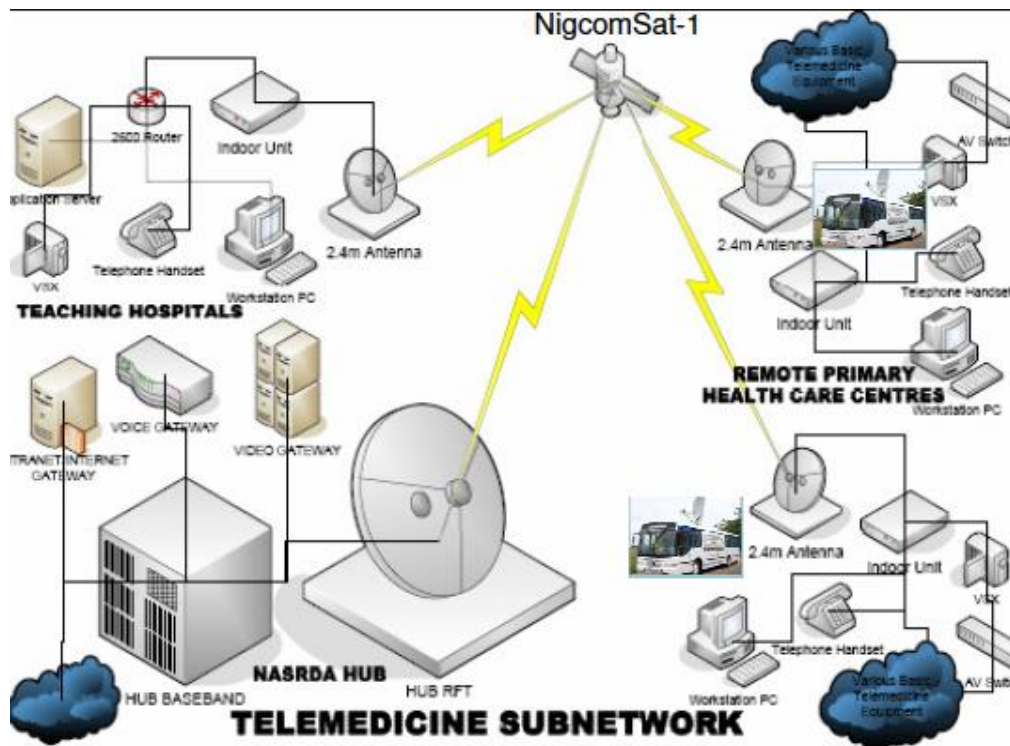 NigcomSat-1
Various Basic
Telemedicine
Equipment
2600 Router
Indoor Unit
AV Switch
pplication Server
VSX
2.4m Antenna
2.4m Antenna
VSX
Telephone Handset
Workstation PC
TEACHING HOSPITALS
Telephone Handset
Indoor Unit
REMOTE PRIMARY
HEALTH CARE CENTRES
Workstation PC
VOICE GATEWAY
VIDEO GATEWAY
NTRANET/INTERNET
GATEWAY
2.4m Antenna
Indoor Unit
VSX
Telephone Handset
AV Swit
Workstation PC
Various Basic
Telemedicine
Equipment
NASRDA HUB
HUB BASEBAND
HUB RFT
TELEMEDICINE SUBNETWORK